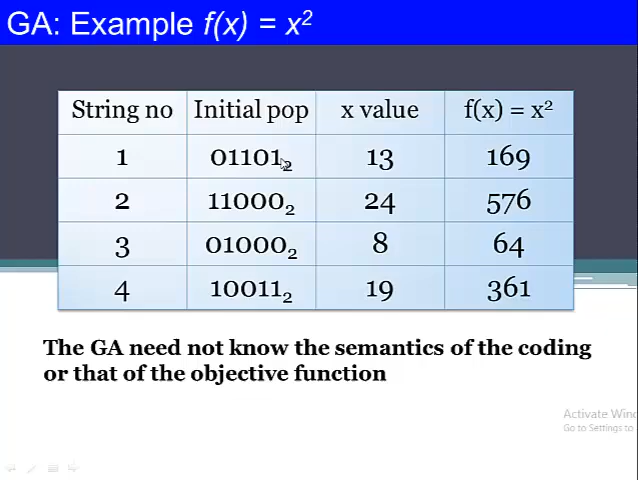 GA: Example f(x) = x²
String no Initial pop x value f(x) = x²
1 01101₂ 13 169
2 11000₂ 24 576
3 01000₂ 8 64
4 10011₂ 19 361
The GA need not know the semantics of the coding
or that of the objective function
Activate Win
Go to Settings to